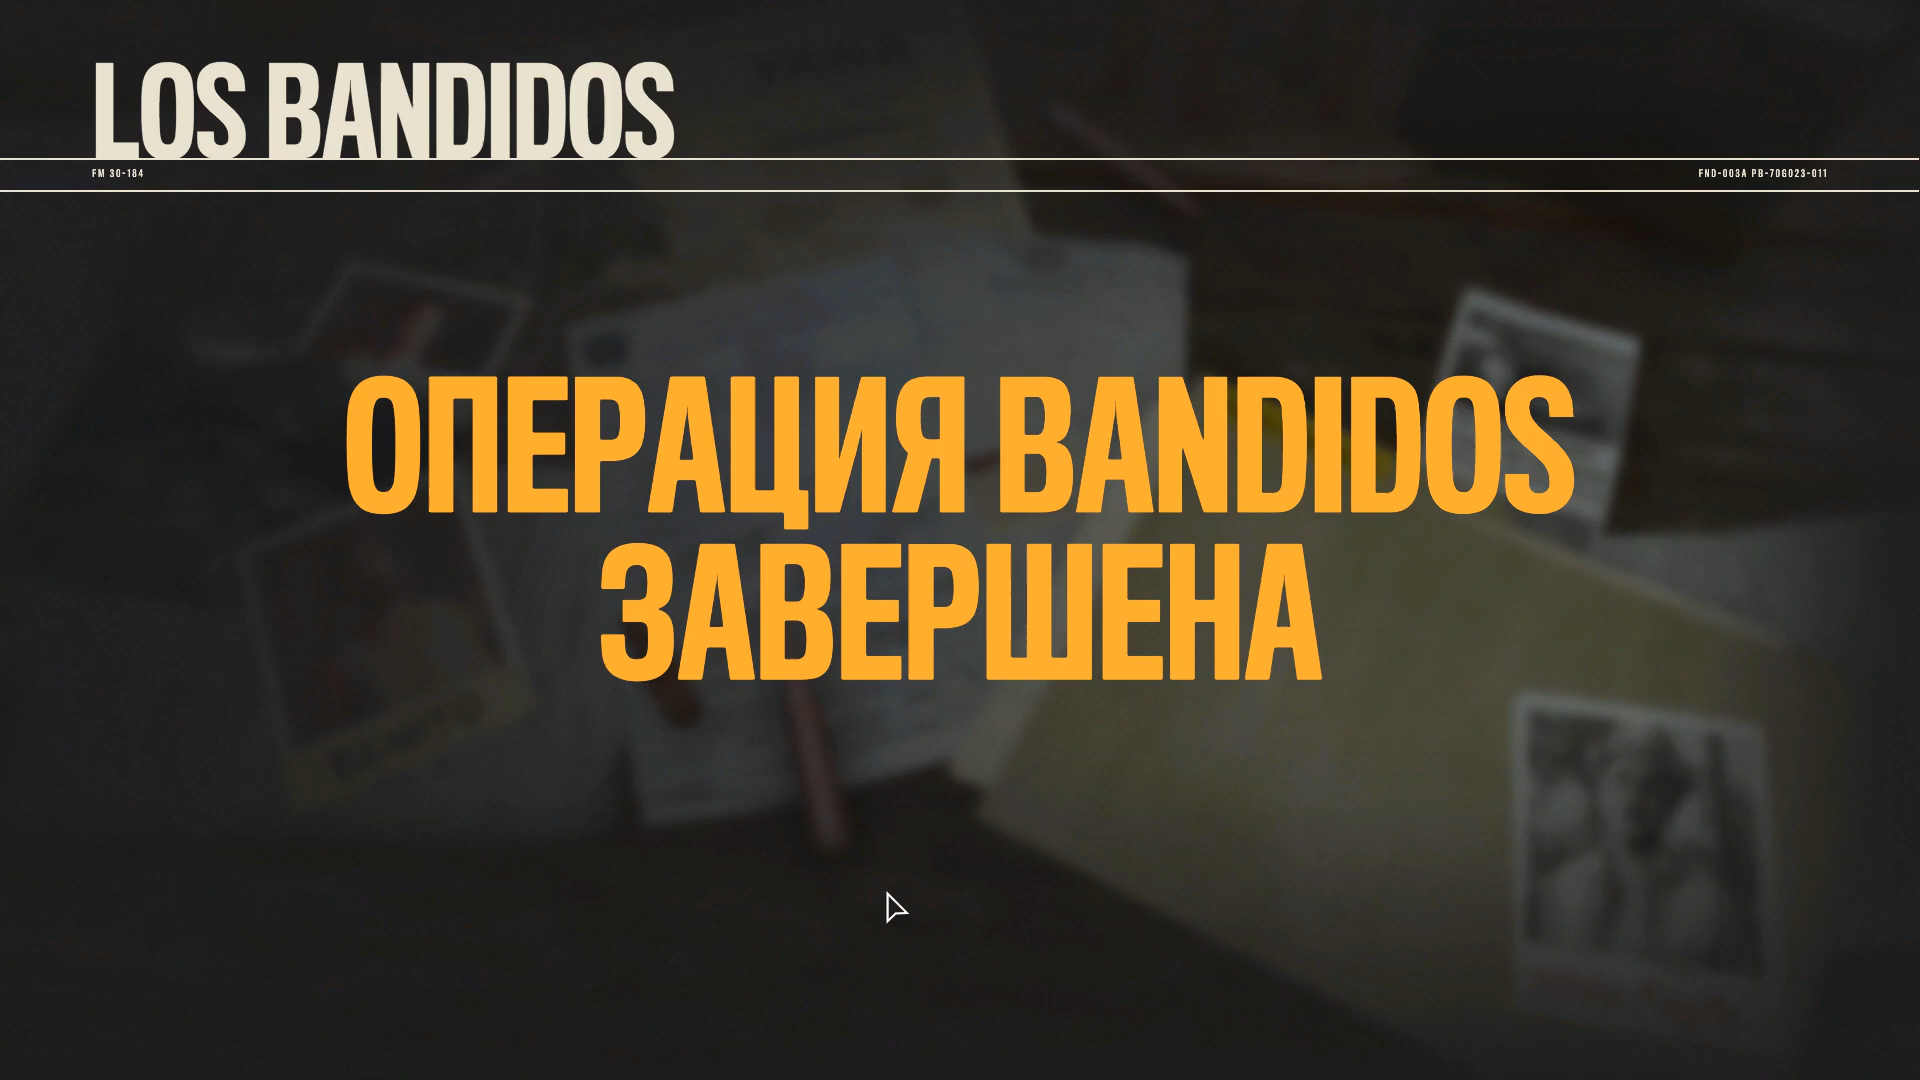 LOS BANDIDOS
FM 30-184
FND-003A PB-70G023-011
ОПЕРАЦИЯ BANDIDOS
ЗАВЕРШЕНА